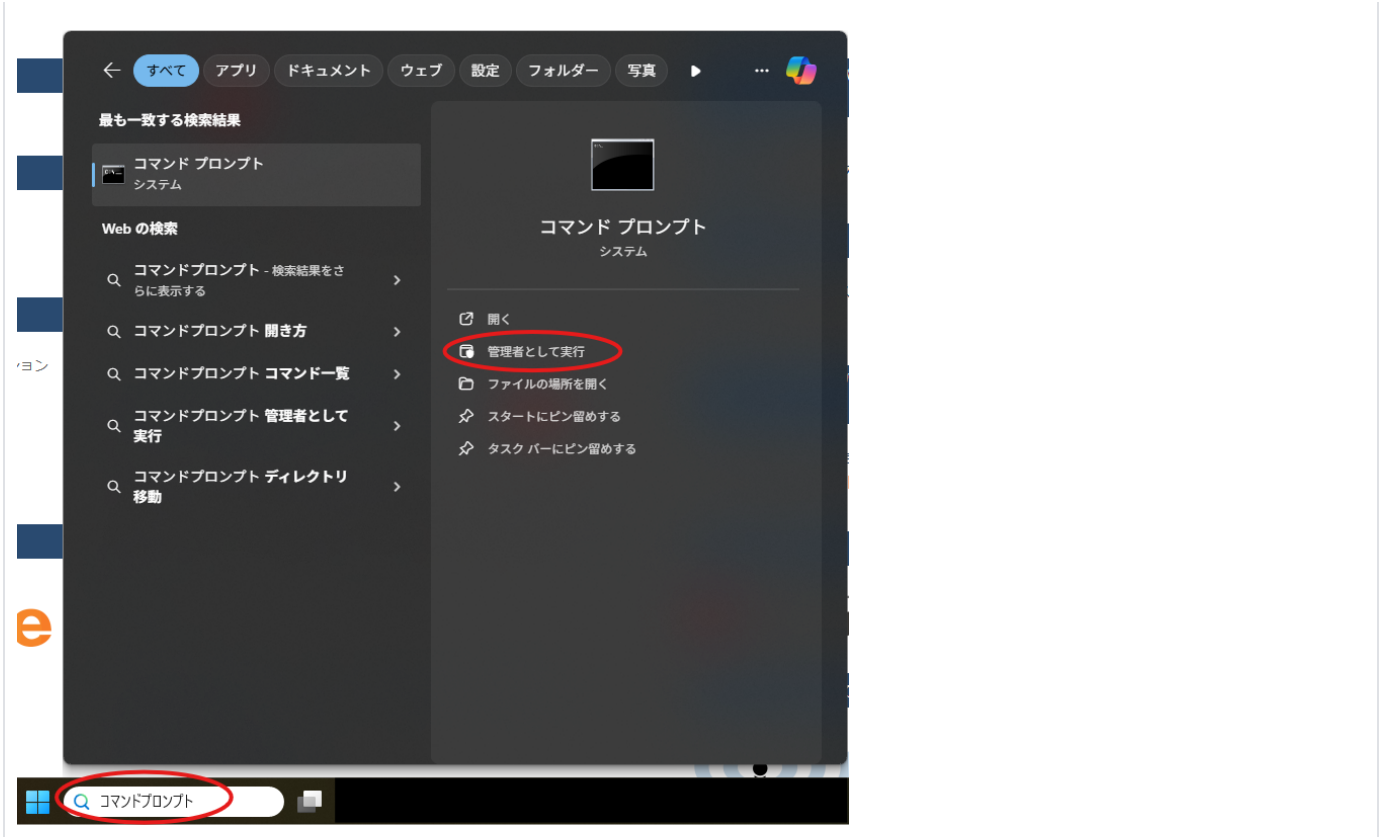 すべて アプリ ドキュメント ウェブ 設定 フォルダー 写真
最も一致する検索結果
コマンド プロンプト
システム
Web の検索
コマンドプロンプト - 検索結果をさ
らに表示する
コマンドプロンプト 開き方
コマンドプロンプト コマンド一覧
コマンドプロンプト 管理者として
実行
コマンドプロンプト ディレクトリ
移動
コマンド プロンプト
システム
開く
管理者として実行
ファイルの場所を開く
スタートにピン留めする
タスク バーにピン留めする
ション
e
コマンドプロンプト